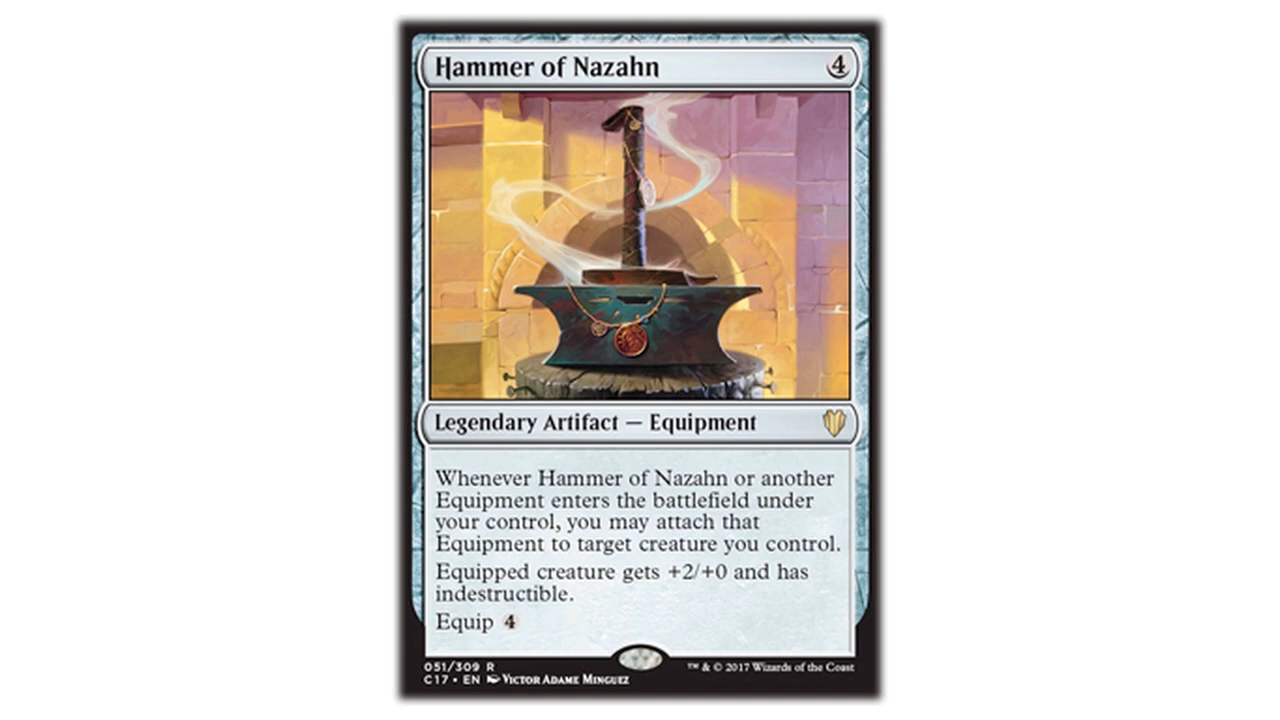 Hammer of Nazahn 4
Legendary Artifact — Equipment
Whenever Hammer of Nazahn or another
Equipment enters the battlefield under
your control, you may attach that
Equipment to target creature you control.
Equipped creature gets +2/+0 and has
indestructible.
Equip 4
051/309 R
™ & © 2017 Wizards of the Coast
C17 • EN Victor Adame Minguez